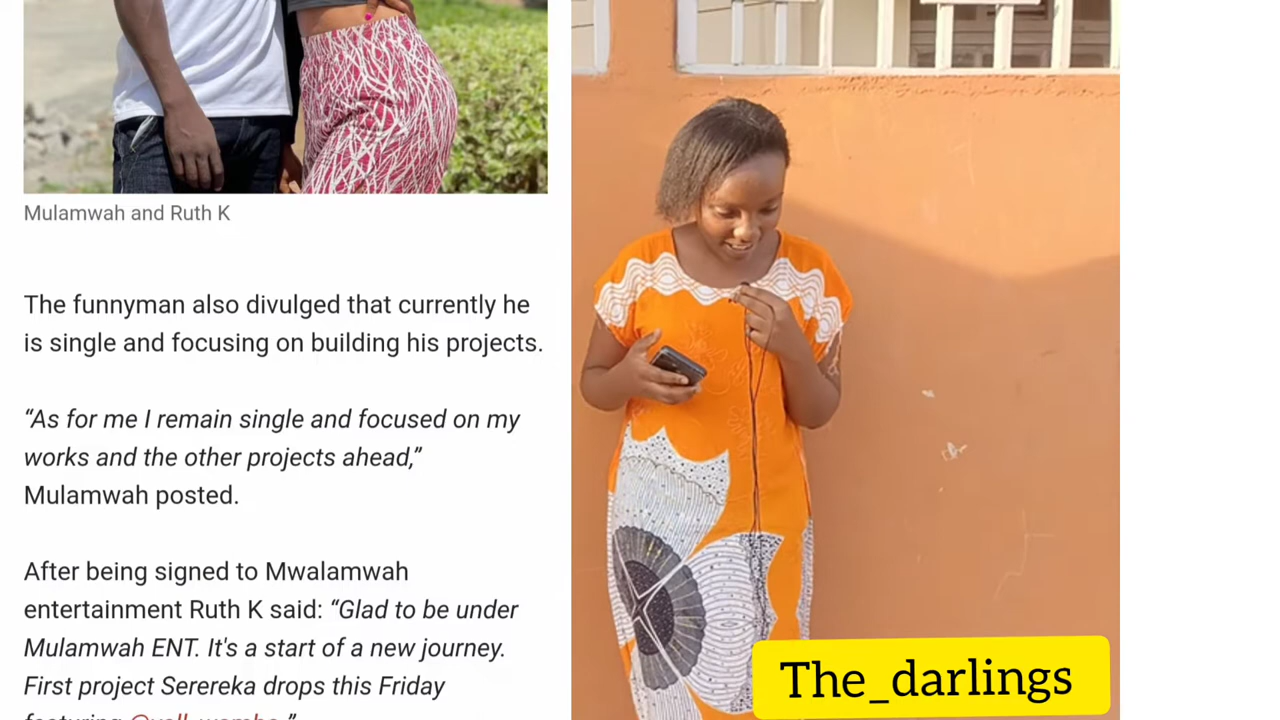 Mulamwah and Ruth K
The funnyman also divulged that currently he
is single and focusing on building his projects.
“As for me I remain single and focused on my
works and the other projects ahead,”
Mulamwah posted.
After being signed to Mwalamwah
entertainment Ruth K said: “Glad to be under
Mulamwah ENT. It's a start of a new journey.
First project Serereka drops this Friday
featuring
The_darlings